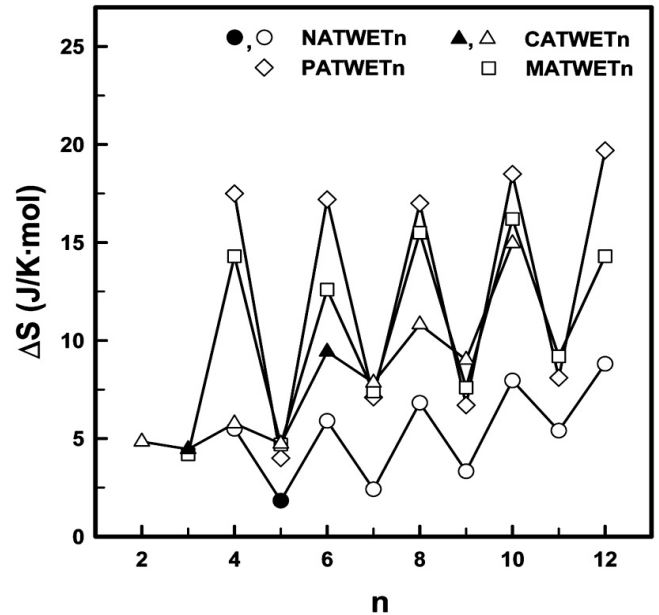 , NATWETn , CATWETn
PATWETn MATWETn
25
20
15
10
5
0
ΔS (J/K·mol)
2 4 6 8 10 12
n